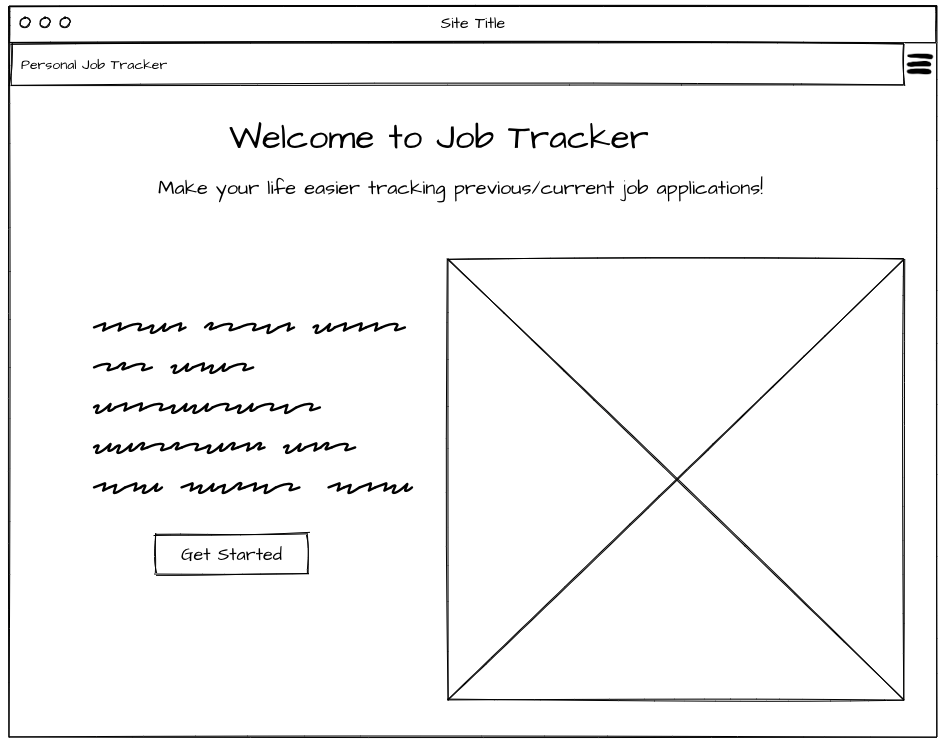 Site Title
Personal Job Tracker
Welcome to Job Tracker
Make your life easier tracking previous/current job applications!
Get Started